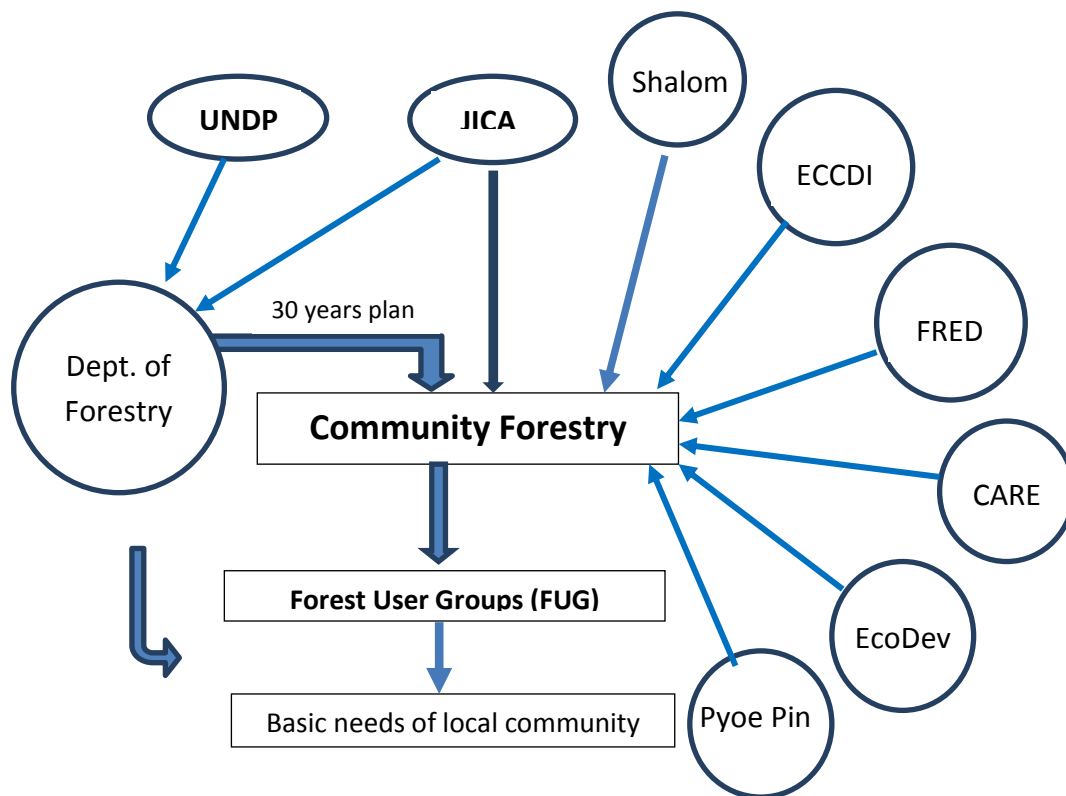 Shalom
UNDP
JICA
ECCDI
30 years plan
FRED
Dept. of
Forestry
Community Forestry
CARE
Forest User Groups (FUG)
EcoDev
Basic needs of local community
Pyoe Pin